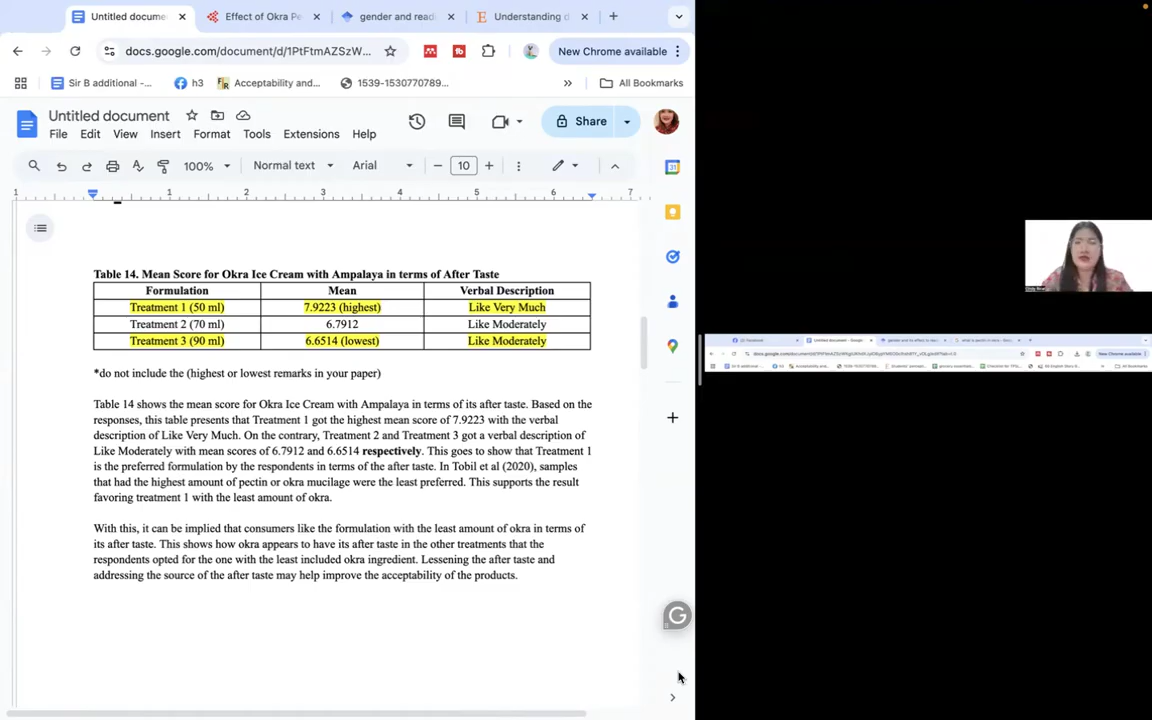 Untitled docume
Effect of Okra Pe
gender and read
Understanding d
docs.google.com/document/d/1PtFtmAZSzW...
New Chrome available
Sir B additional -...
h3
Acceptability and...
1539-1530770789...
All Bookmarks
Untitled document
File Edit View Insert Format Tools Extensions Help
Share
100% Normal text Arial 10
1 1 2 3 4 5 6 7
Table 14. Mean Score for Okra Ice Cream with Ampalaya in terms of After Taste
Formulation Mean Verbal Description
Treatment 1 (50 ml) 7.9223 (highest) Like Very Much
Treatment 2 (70 ml) 6.7912 Like Moderately
Treatment 3 (90 ml) 6.6514 (lowest) Like Moderately
*do not include the (highest or lowest remarks in your paper)
Table 14 shows the mean score for Okra Ice Cream with Ampalaya in terms of its after taste. Based on the
responses, this table presents that Treatment 1 got the highest mean score of 7.9223 with the verbal
description of Like Very Much. On the contrary, Treatment 2 and Treatment 3 got a verbal description of
Like Moderately with mean scores of 6.7912 and 6.6514 respectively. This goes to show that Treatment 1
is the preferred formulation by the respondents in terms of the after taste. In Tobil et al (2020), samples
that had the highest amount of pectin or okra mucilage were the least preferred. This supports the result
favoring treatment 1 with the least amount of okra.
With this, it can be implied that consumers like the formulation with the least amount of okra in terms of
its after taste. This shows how okra appears to have its after taste in the other treatments that the
respondents opted for the one with the least included okra ingredient. Lessening the after taste and
addressing the source of the after taste may help improve the acceptability of the products.